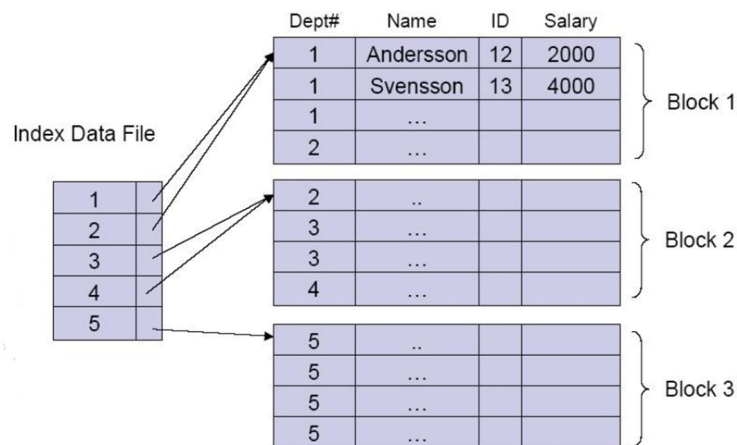 Dept# Name ID Salary
1 Andersson 12 2000
1 Svensson 13 4000
1 ...
2 ...
Block 1
Index Data File
1
2
3
4
5
2 ..
3 ...
3 ...
4 ...
Block 2
5 ..
5 ...
5 ...
5 ...
Block 3